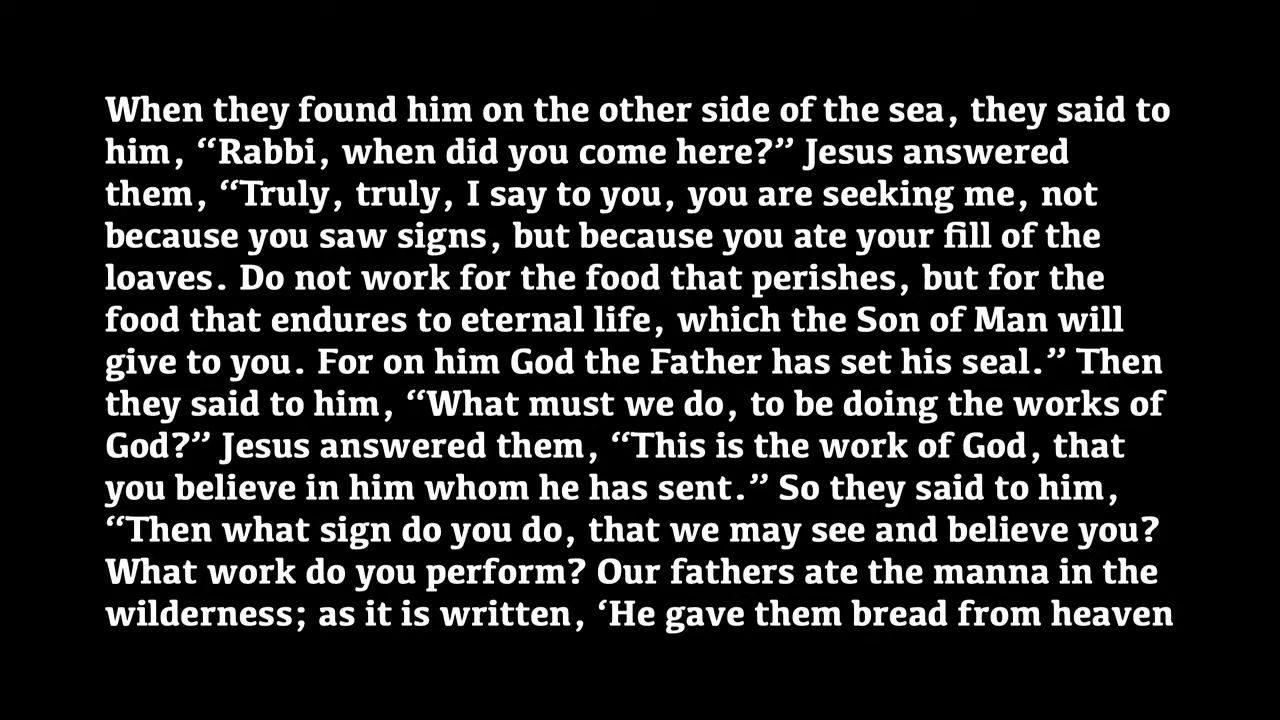 When they found him on the other side of the sea, they said to
him, “Rabbi, when did you come here?” Jesus answered
them, “Truly, truly, I say to you, you are seeking me, not
because you saw signs, but because you ate your fill of the
loaves. Do not work for the food that perishes, but for the
food that endures to eternal life, which the Son of Man will
give to you. For on him God the Father has set his seal.” Then
they said to him, “What must we do, to be doing the works of
God?” Jesus answered them, “This is the work of God, that
you believe in him whom he has sent.” So they said to him,
“Then what sign do you do, that we may see and believe you?
What work do you perform? Our fathers ate the manna in the
wilderness; as it is written, ‘He gave them bread from heaven